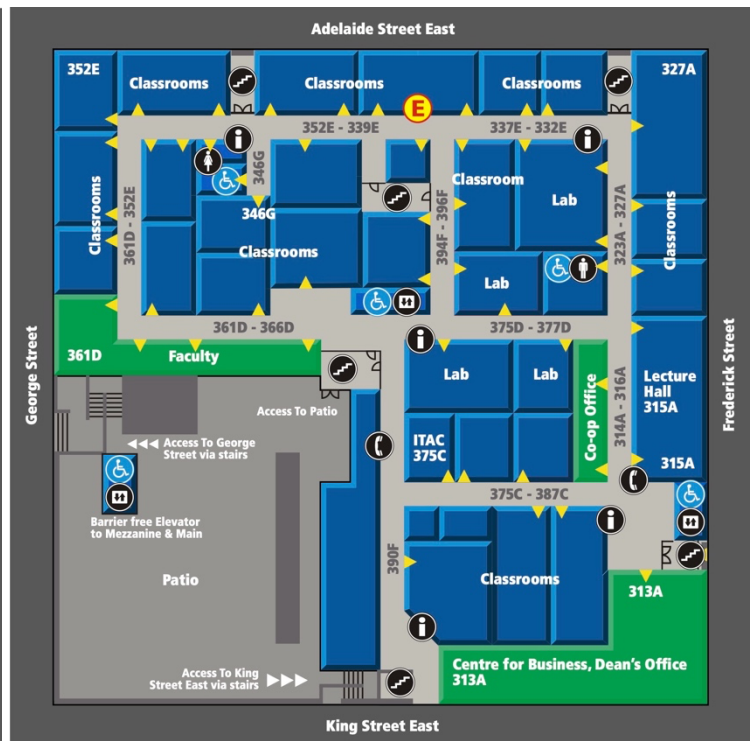 Adelaide Street East
352E
Classrooms
Classrooms
Classrooms
327A
E
352E - 339E
337E - 332E
i
i
346G
346G
361D - 352E
Classrooms
Classrooms
394F - 396F
Classroom
Lab
Lab
323A - 327A
Classrooms
361D - 366D
375D - 377D
George Street
Frederick Street
361D
Faculty
i
Lab
Lab
Co-op Office
314A - 316A
Lecture
Hall
315A
315A
Access To Patio
Access To George
Street via stairs
ITAC
375C
375C - 387C
Barrier free Elevator
to Mezzanine & Main
i
390F
Patio
Classrooms
313A
i
Centre for Business, Dean's Office
313A
Access To King
Street East via stairs
King Street East